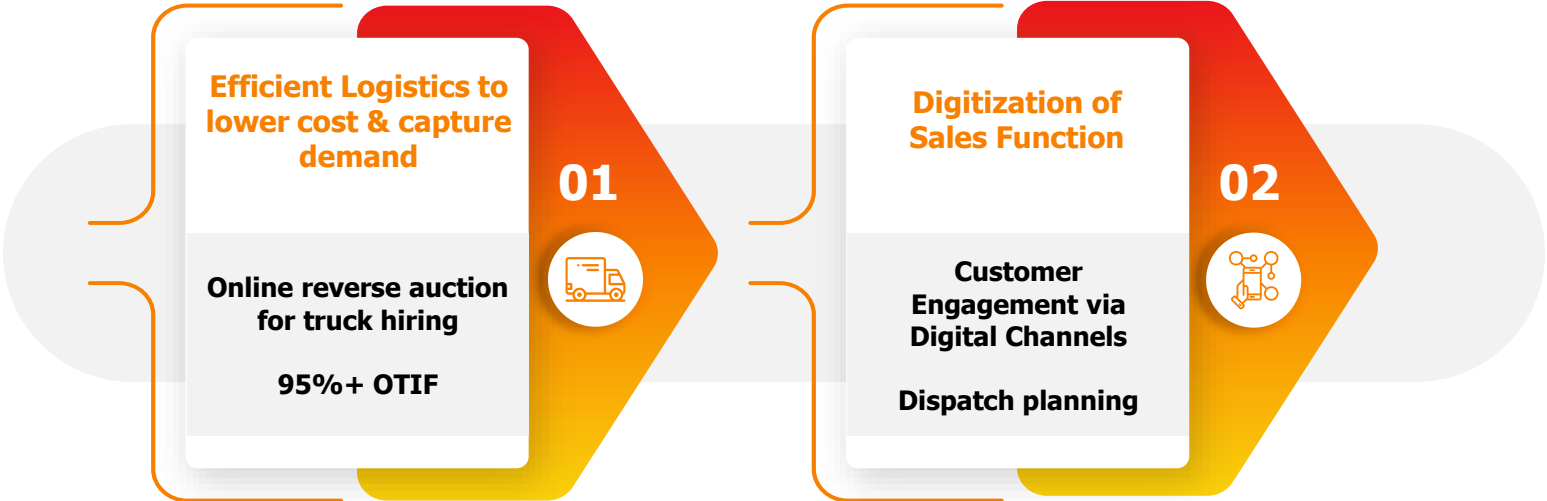 Efficient Logistics to
lower cost & capture
demand
01
Online reverse auction
for truck hiring
95%+ OTIF
Digitization of
Sales Function
02
Customer
Engagement via
Digital Channels
Dispatch planning